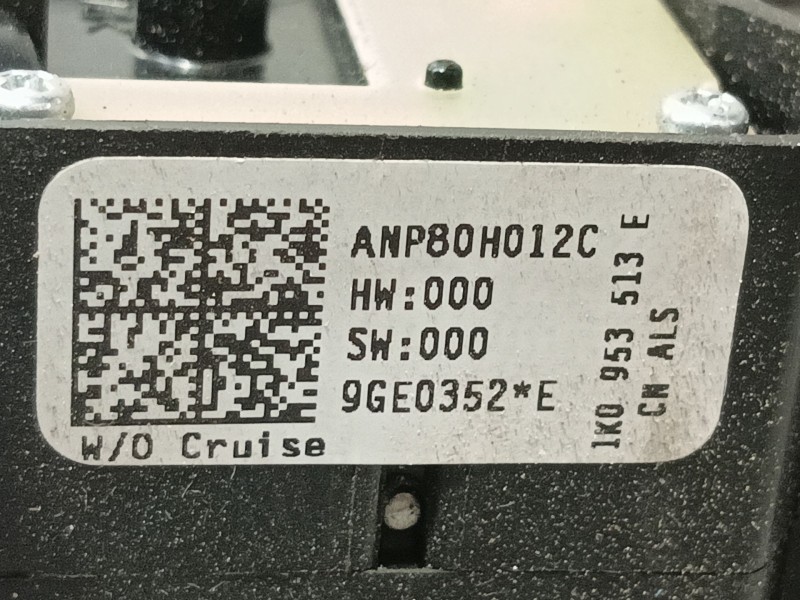 ANP80H012C
HW:000
SW:000
9GE0352*E
W/O Cruise
1K0 953 513 E
CN ALS